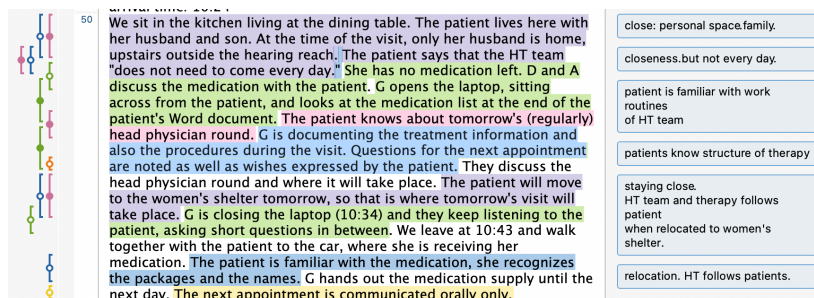 arrival time: 10:24
50
We sit in the kitchen living at the dining table. The patient lives here with
her husband and son. At the time of the visit, only her husband is home,
upstairs outside the hearing reach. The patient says that the HT team
"does not need to come every day." She has no medication left. D and A
discuss the medication with the patient. G opens the laptop, sitting
across from the patient, and looks at the medication list at the end of the
patient's Word document. The patient knows about tomorrow's (regularly)
head physician round. G is documenting the treatment information and
also the procedures during the visit. Questions for the next appointment
are noted as well as wishes expressed by the patient. They discuss the
head physician round and where it will take place. The patient will move
to the women's shelter tomorrow, so that is where tomorrow's visit will
take place. G is closing the laptop (10:34) and they keep listening to the
patient, asking short questions in between. We leave at 10:43 and walk
together with the patient to the car, where she is receiving her
medication. The patient is familiar with the medication, she recognizes
the packages and the names. G hands out the medication supply until the
next day. The next appointment is communicated orally only.
close: personal space.family.
closeness.but not every day.
patient is familiar with work
routines
of HT team
patients know structure of therapy
staying close.
HT team and therapy follows
patient
when relocated to women's
shelter.
relocation. HT follows patients.